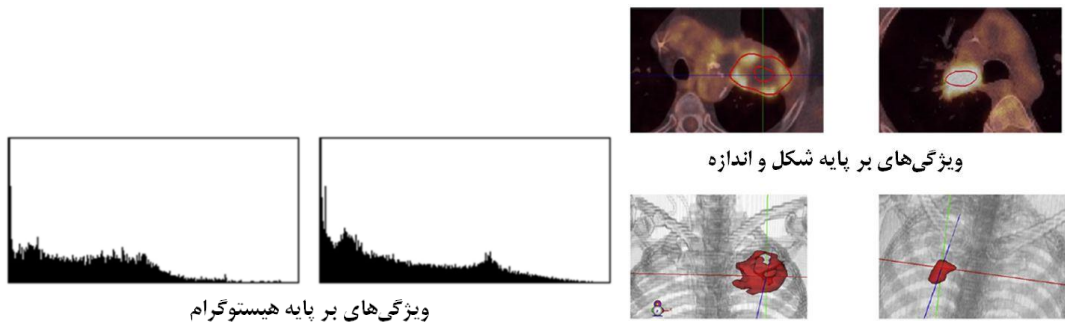 ویژگی‌های بر پایه شکل و اندازه
ویژگی‌های بر پایه هیستوگرام